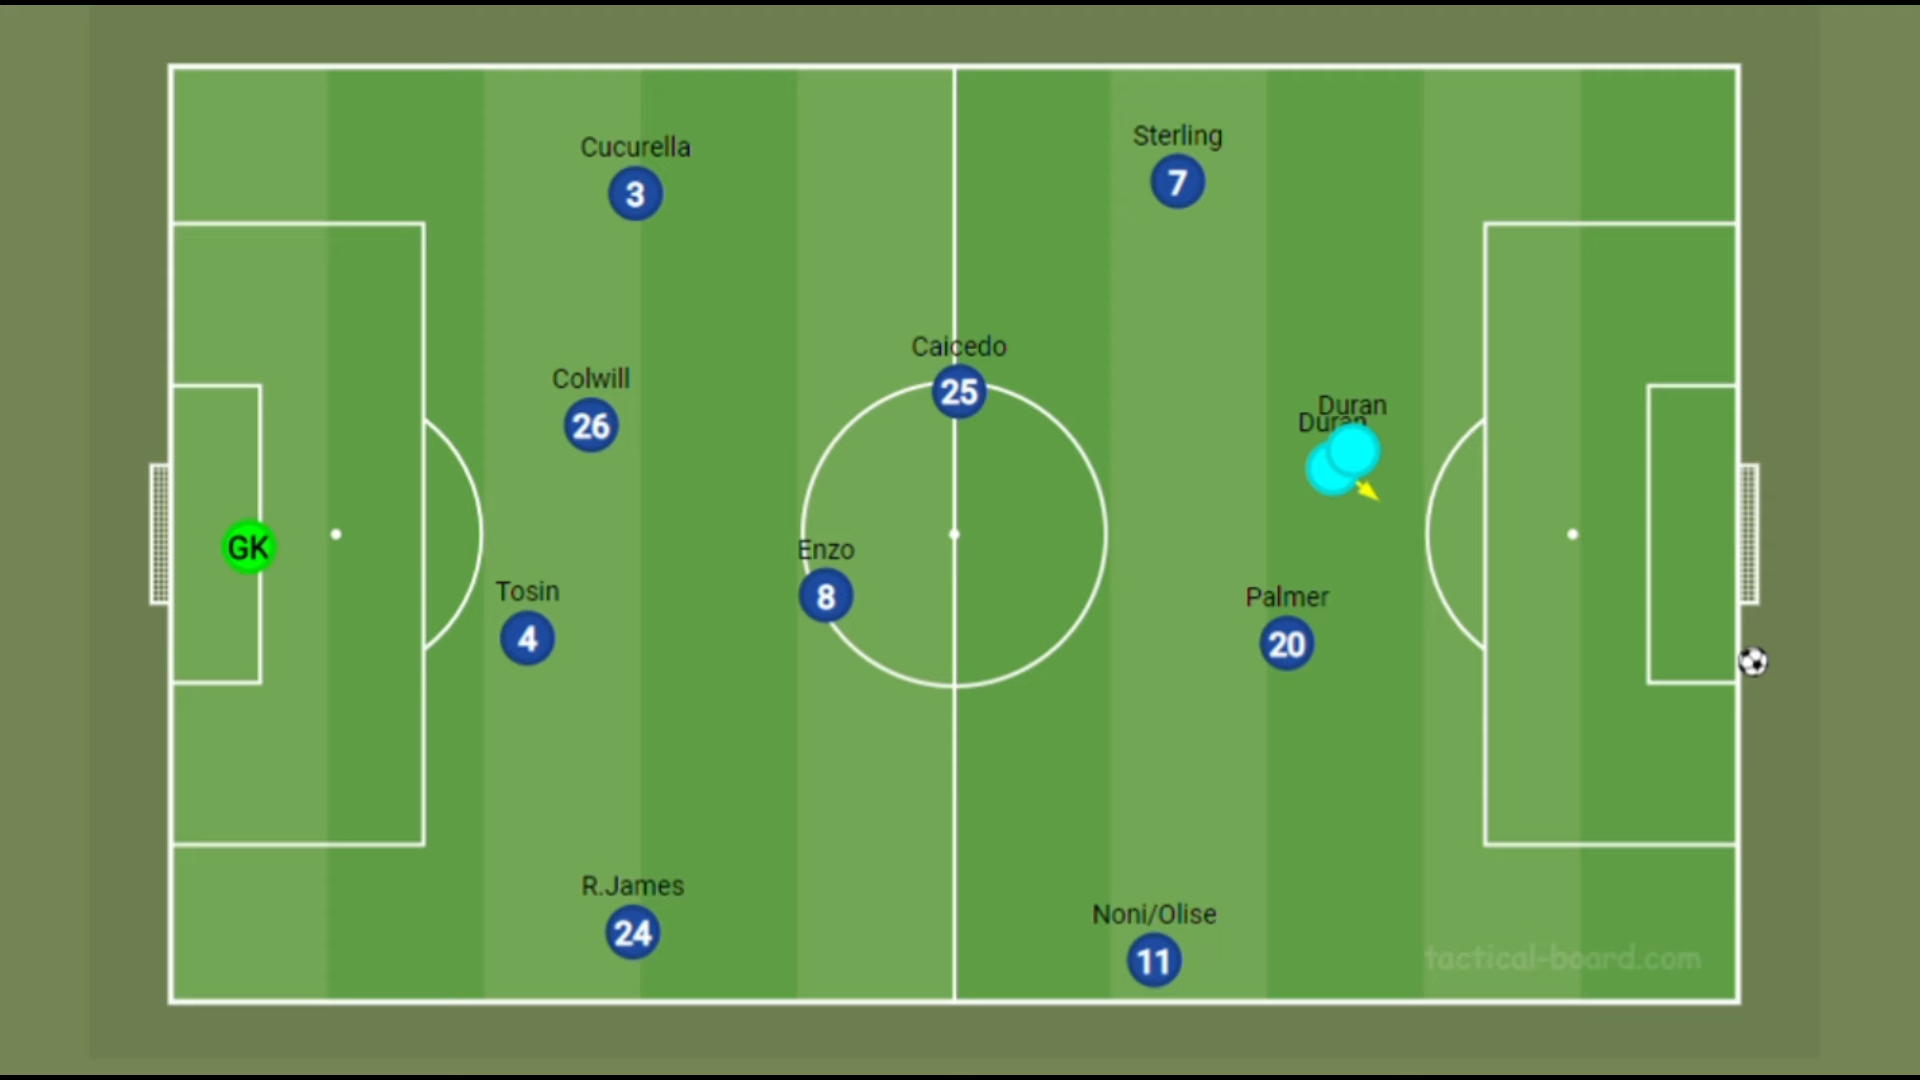 Sterling
7
Cucurella
3
Caicedo
25
Colwill
26
Duran
Duran
Enzo
8
GK
Tosin
4
Palmer
20
R.James
24
Noni/Olise
11
tactical-board.com